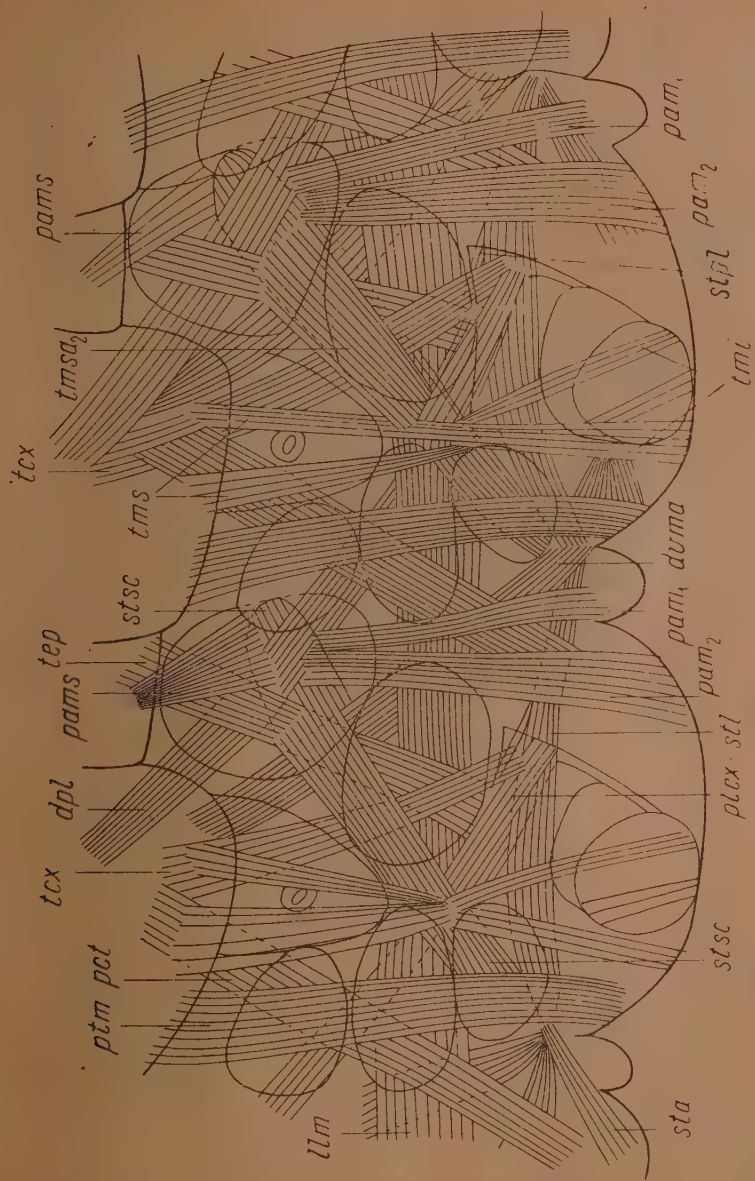 ptm pct
tcx
dpl
pams tep
stsc tms
tcx
tmsa₂
pams
llm
sta
stsc
plcx stl
pam₂
pam₁ dvma
tmi
stpl
pam₂
pam₁